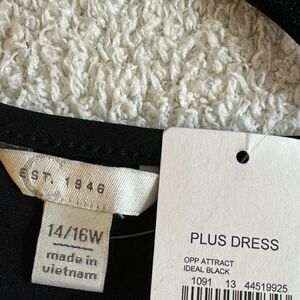 EST. 1946
14/16W
made in
vietnam
PLUS DRESS
OPP ATTRACT
IDEAL BLACK
1091 13 44519925